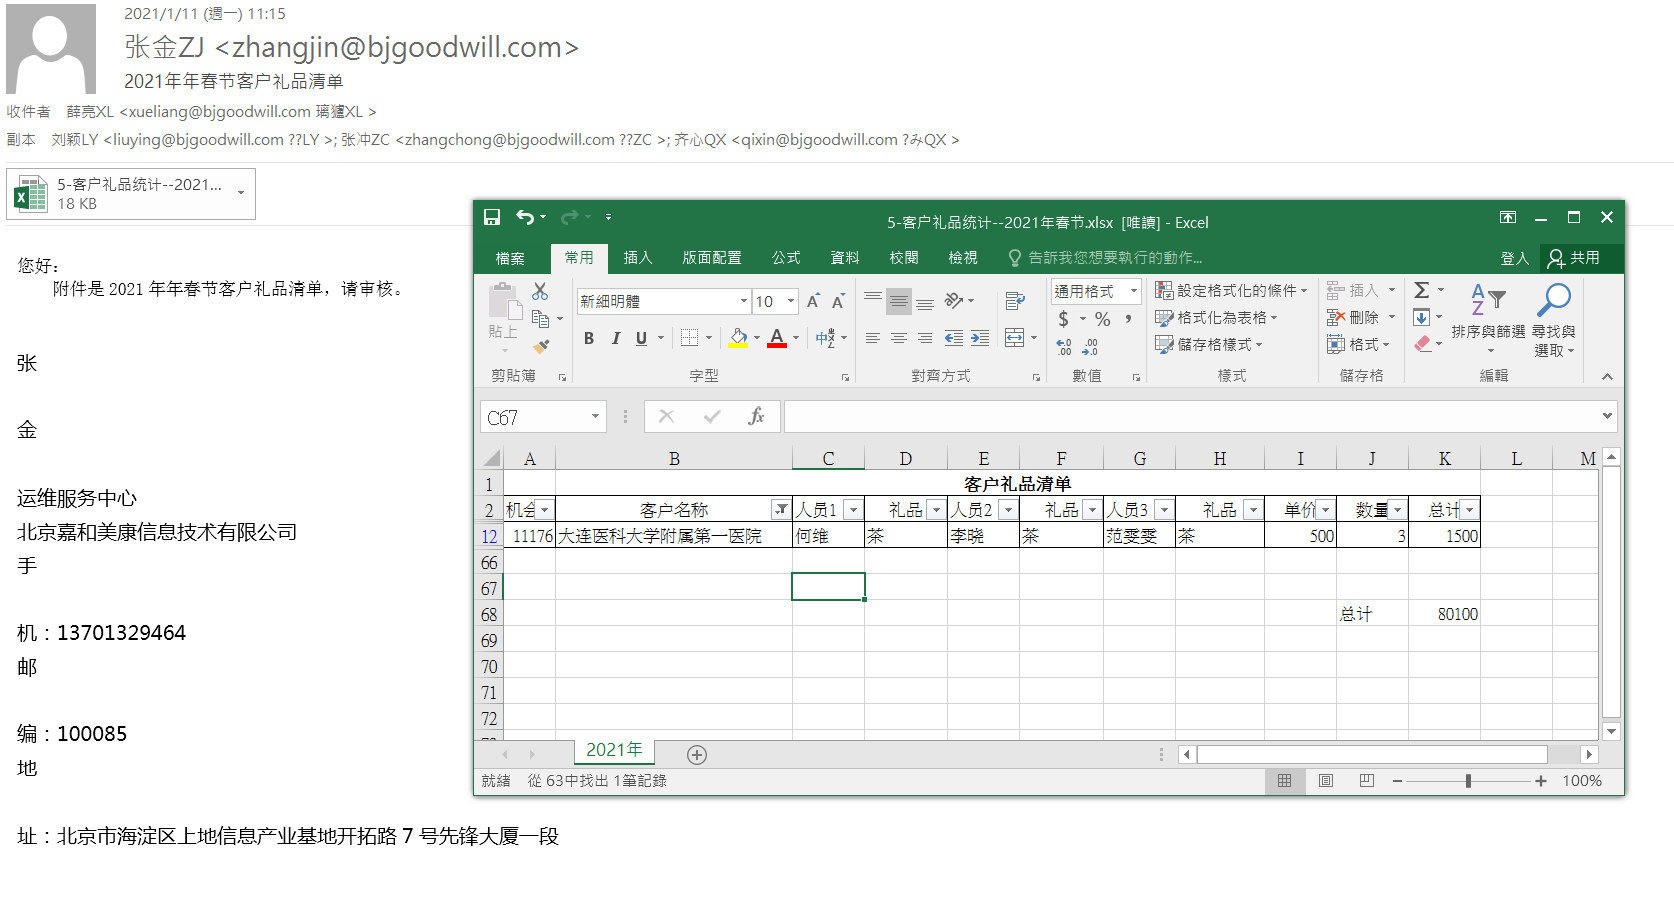 2021/1/11 (週一) 11:15
张金ZJ <zhangjin@bjgoodwill.com>
2021年年春节客户礼品清单
收件者 薛亮XL <xueliang@bjgoodwill.com 璃獹XL >
副本 刘颖LY <liuying@bjgoodwill.com ??LY >; 张冲ZC <zhangchong@bjgoodwill.com ??ZC >; 齐心QX <qixin@bjgoodwill.com ?みQX >
5-客户礼品统计--2021...
18 KB
您好：
附件是 2021 年年春节客户礼品清单，请审核。
张
金
运维服务中心
北京嘉和美康信息技术有限公司
手
机：13701329464
邮
编：100085
地
址：北京市海淀区上地信息产业基地开拓路 7 号先锋大厦一段
5-客户礼品统计--2021年春节.xlsx [唯讀] - Excel
檔案 常用 插入 版面配置 公式 資料 校閱 檢視 告訴我您想要執行的動作... 登入 共用
貼上
剪貼簿
新細明體 10
B I U
字型
對齊方式
通用格式
$ % ,
數值
設定格式化的條件
格式化為表格
儲存格樣式
樣式
插入
刪除
格式
儲存格
排序與篩選
尋找與
選取
編輯
C67 fx
A B C D E F G H I J K L M
1 客户礼品清单
2 机会 客户名称 人员1 礼品 人员2 礼品 人员3 礼品 单价 数量 总计
12 11176 大连医科大学附属第一医院 何维 茶 李晓 茶 范雯雯 茶 500 3 1500
66
67
68 总计 80100
69
70
71
72
2021年
就緒 從 63中找出 1筆記錄 100%